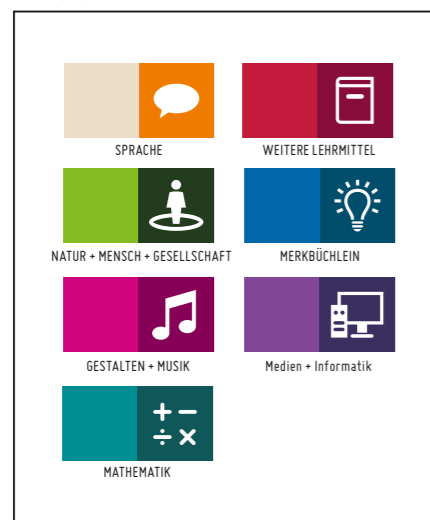 SPRACHE
WEITERE LEHRMITTEL
NATUR + MENSCH + GESELLSCHAFT
MERKBÜCHLEIN
GESTALTEN + MUSIK
Medien + Informatik
MATHEMATIK